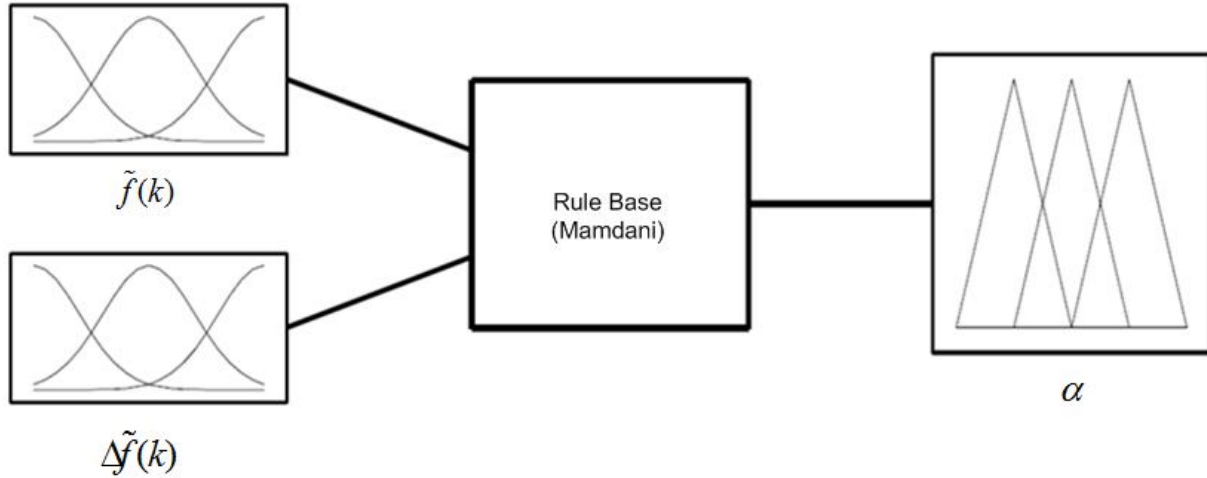 f̃(k)
Δf̃(k)
Rule Base
(Mamdani)
α